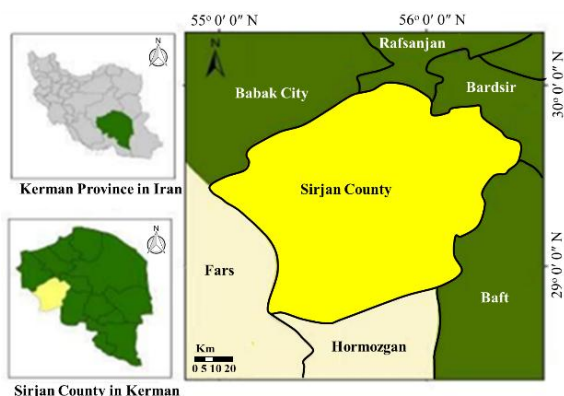 55° 0′ 0″ N
56° 0′ 0″ N
N
Rafsanjan
Babak City
Bardsir
30° 0′ 0″ N
Kerman Province in Iran
Sirjan County
N
Fars
29° 0′ 0″ N
Baft
Km
0 5 10 20
Hormozgan
Sirjan County in Kerman